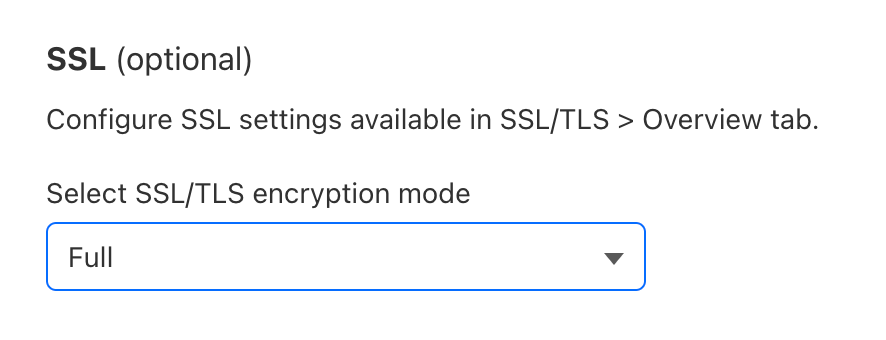 SSL (optional)
Configure SSL settings available in SSL/TLS > Overview tab.
Select SSL/TLS encryption mode
Full